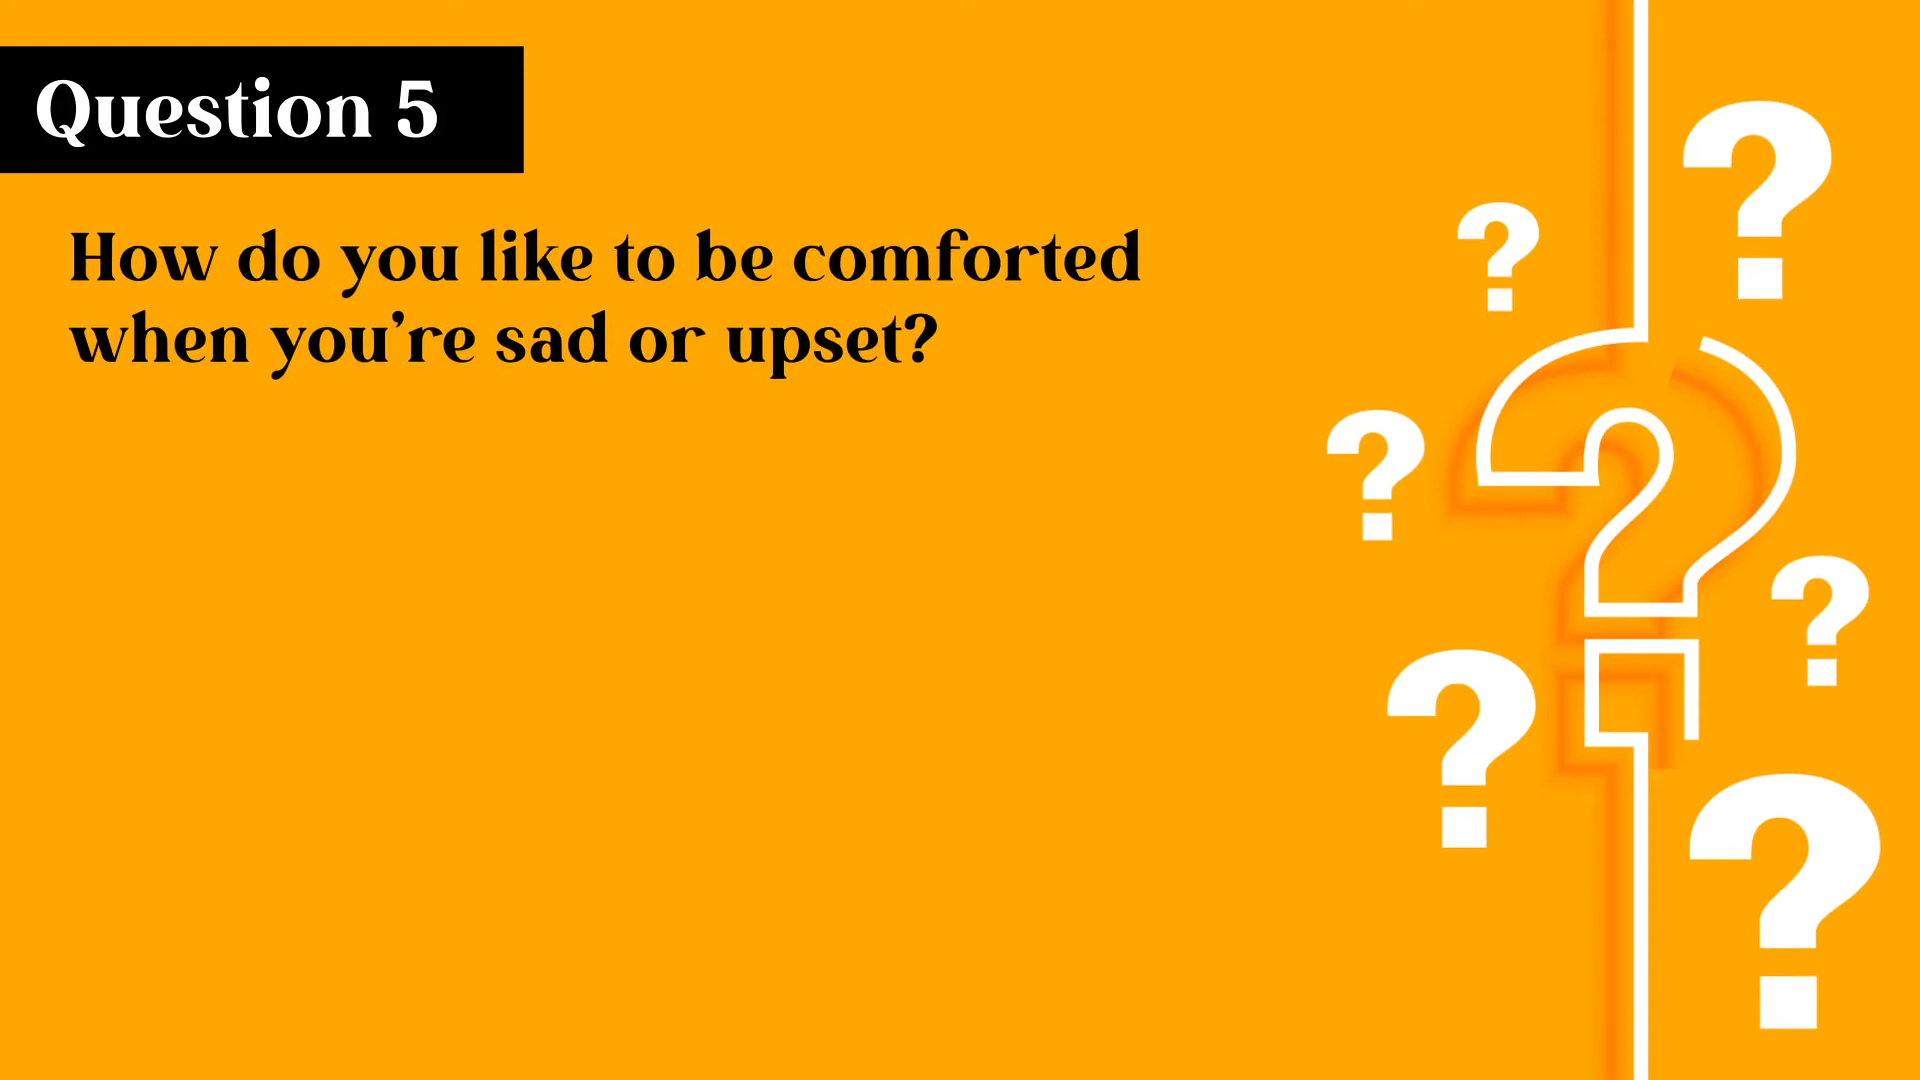 Question 5
How do you like to be comforted
when you’re sad or upset?
?
?
?
?
?
?
?